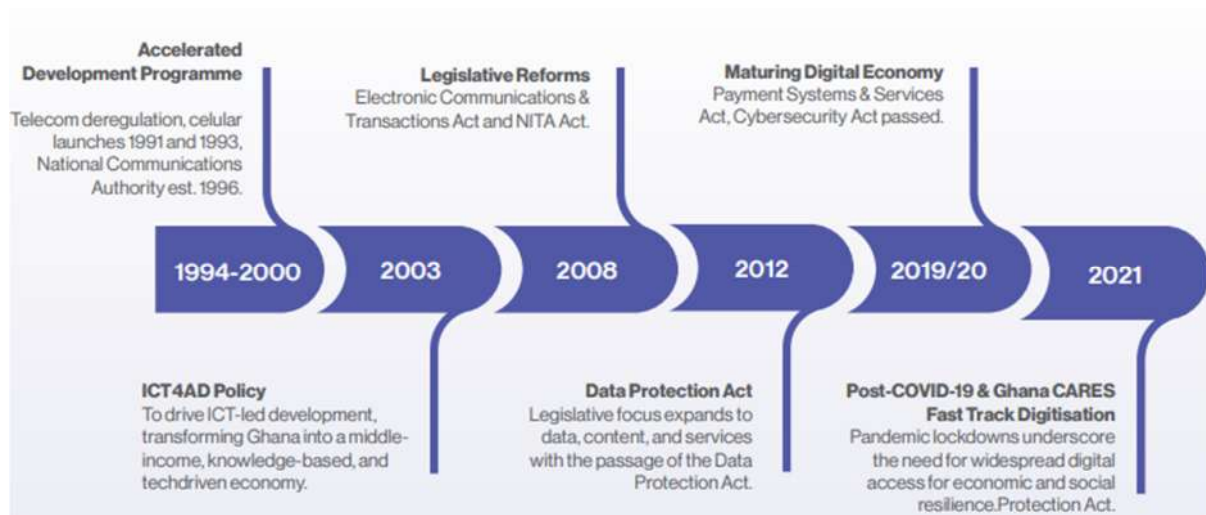 Accelerated
Development Programme
Telecom deregulation, celular
launches 1991 and 1993,
National Communications
Authority est. 1996.
Legislative Reforms
Electronic Communications &
Transactions Act and NITA Act.
Maturing Digital Economy
Payment Systems & Services
Act, Cybersecurity Act passed.
1994-2000
2003
2008
2012
2019/20
2021
ICT4AD Policy
To drive ICT-led development,
transforming Ghana into a middle-
income, knowledge-based, and
techdriven economy.
Data Protection Act
Legislative focus expands to
data, content, and services
with the passage of the Data
Protection Act.
Post-COVID-19 & Ghana CARES
Fast Track Digitisation
Pandemic lockdowns underscore
the need for widespread digital
access for economic and social
resilience.Protection Act.